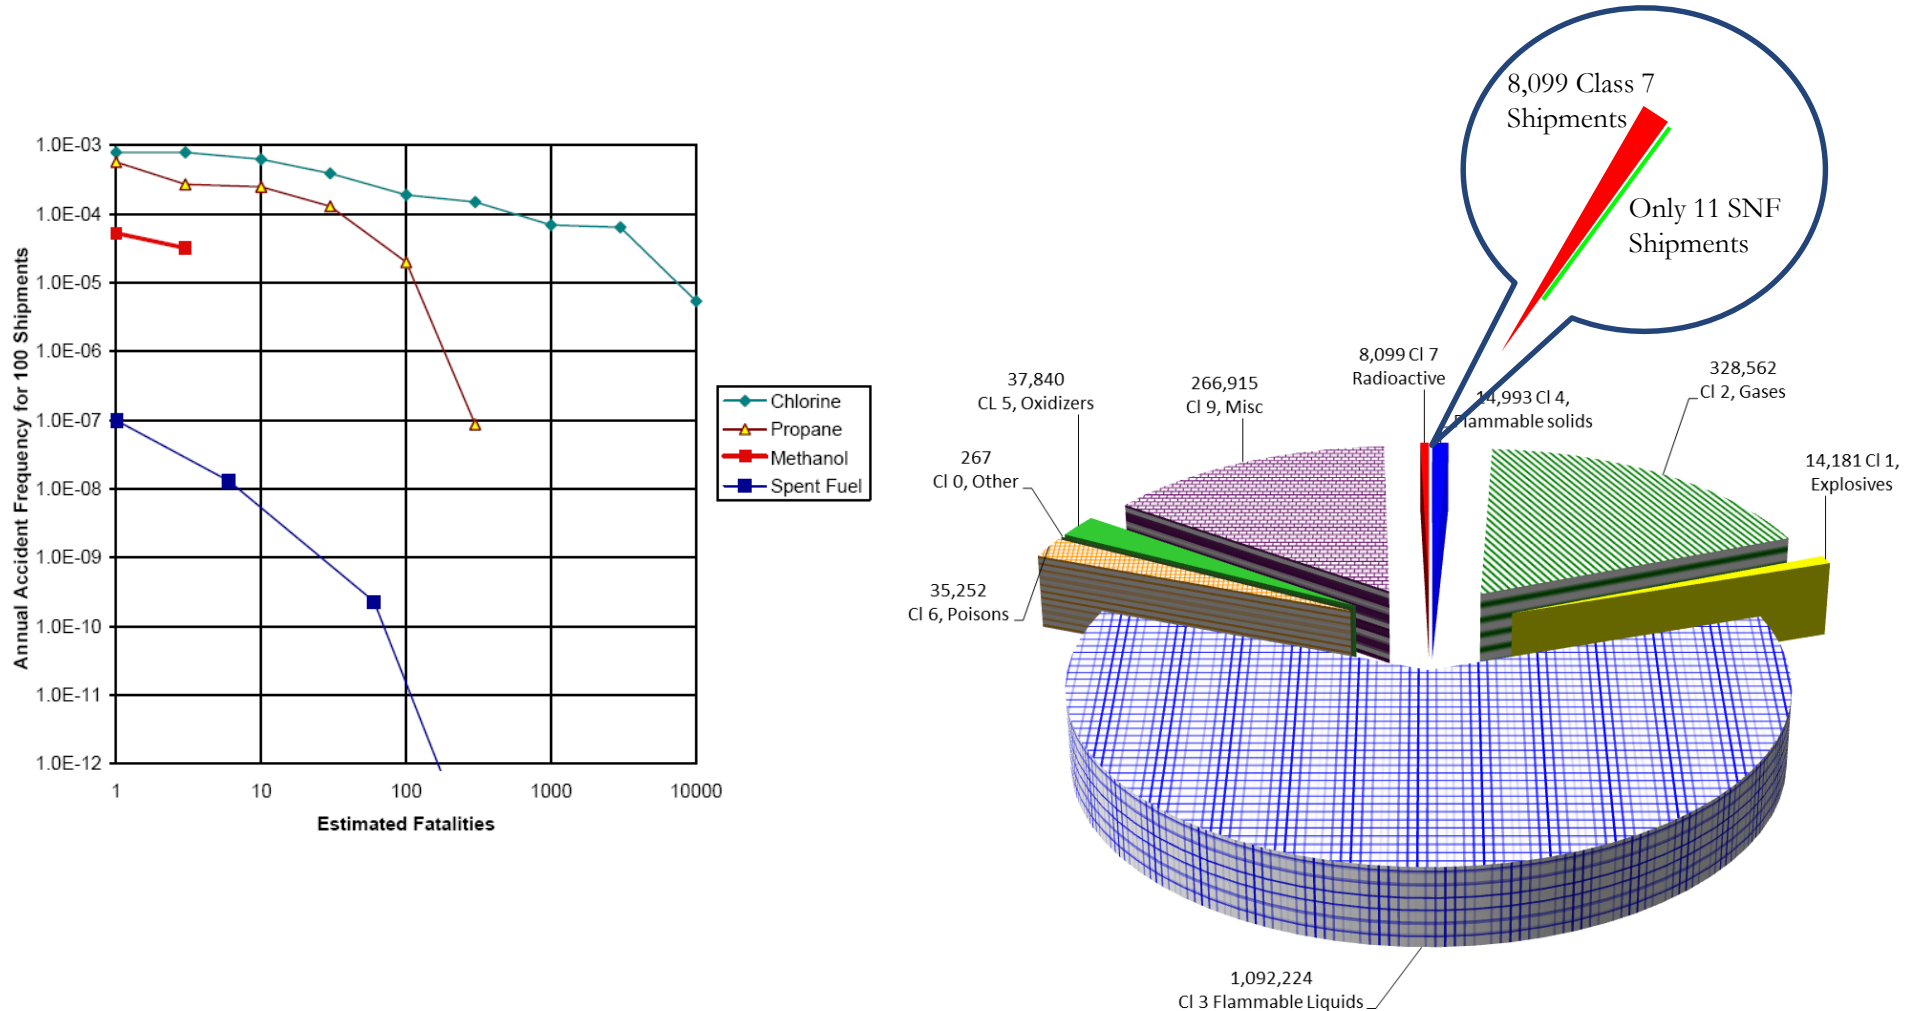 1.0E-03
1.0E-04
1.0E-05
1.0E-06
1.0E-07
1.0E-08
1.0E-09
1.0E-10
1.0E-11
1.0E-12
Annual Accident Frequency for 100 Shipments
1 10 100 1000 10000
Estimated Fatalities
Chlorine
Propane
Methanol
Spent Fuel
8,099 Class 7
Shipments
Only 11 SNF
Shipments
8,099 Cl 7
Radioactive
14,993 Cl 4,
Flammable solids
328,562
Cl 2, Gases
14,181 Cl 1,
Explosives
266,915
Cl 9, Misc
37,840
CL 5, Oxidizers
267
Cl 0, Other
35,252
Cl 6, Poisons
1,092,224
Cl 3 Flammable Liquids